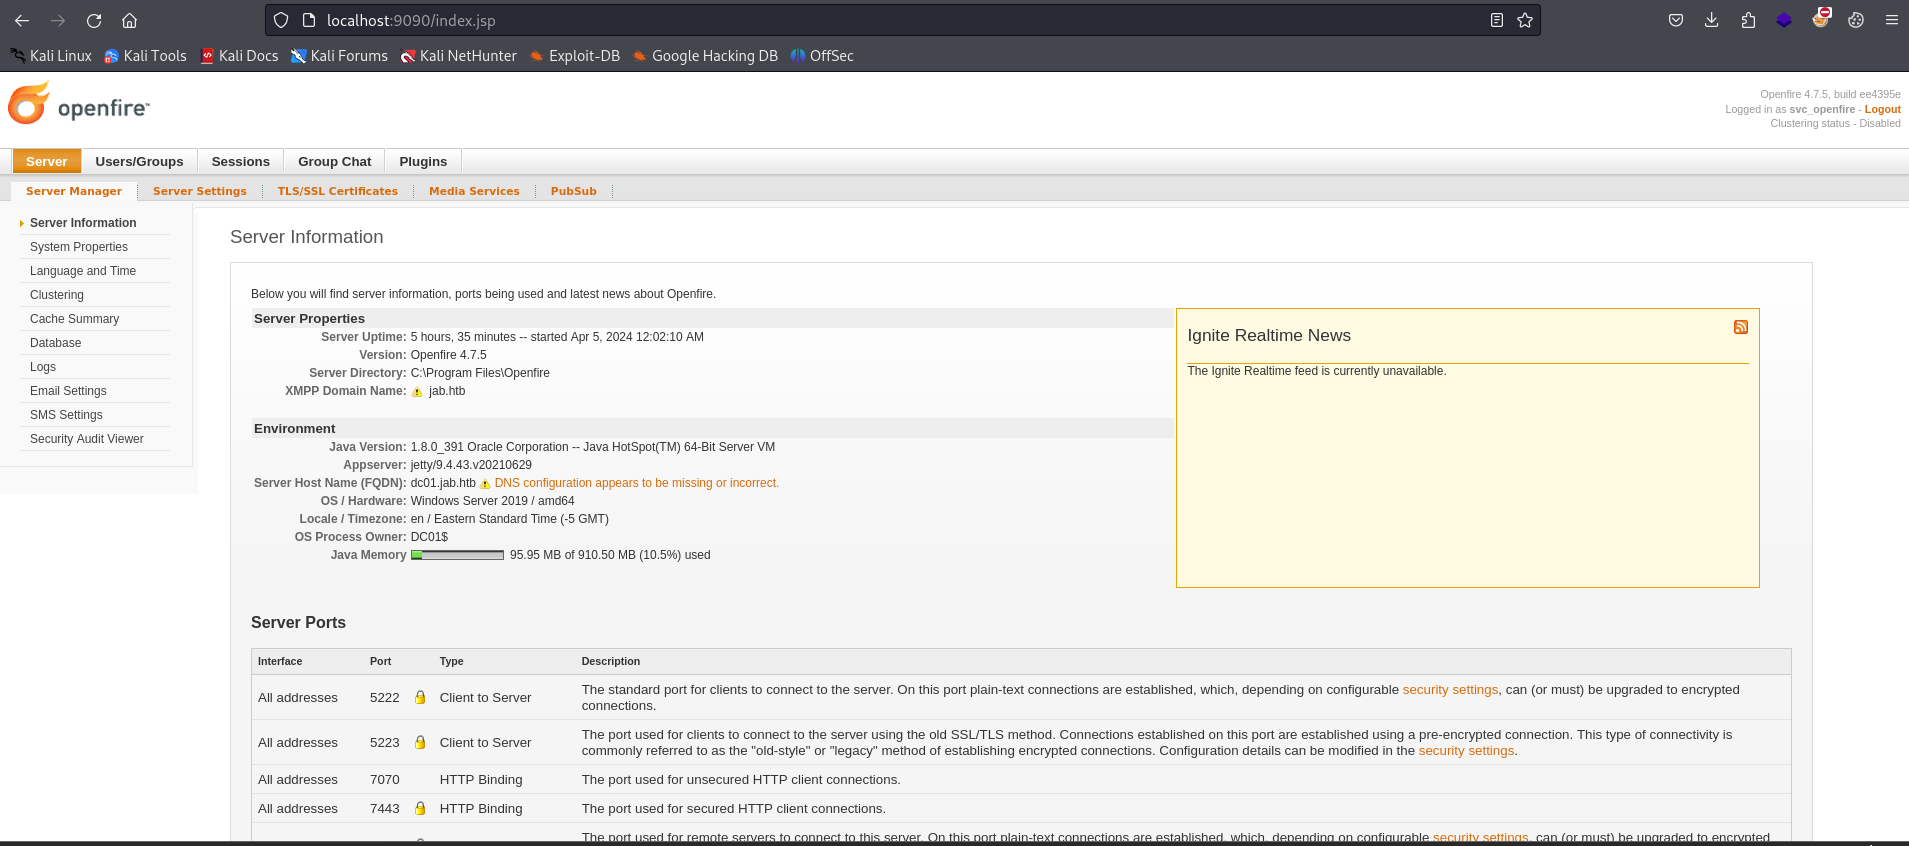 localhost:9090/index.jsp
Kali Linux Kali Tools Kali Docs Kali Forums Kali NetHunter Exploit-DB Google Hacking DB OffSec
openfire™
Openfire 4.7.5, build ee4395e
Logged in as svc_openfire - Logout
Clustering status - Disabled
Server Users/Groups Sessions Group Chat Plugins
Server Manager Server Settings TLS/SSL Certificates Media Services PubSub
Server Information
System Properties
Language and Time
Clustering
Cache Summary
Database
Logs
Email Settings
SMS Settings
Security Audit Viewer
Server Information
Below you will find server information, ports being used and latest news about Openfire.
Server Properties
Server Uptime: 5 hours, 35 minutes -- started Apr 5, 2024 12:02:10 AM
Version: Openfire 4.7.5
Server Directory: C:\Program Files\Openfire
XMPP Domain Name: jab.htb
Environment
Java Version: 1.8.0_391 Oracle Corporation -- Java HotSpot(TM) 64-Bit Server VM
Appserver: jetty/9.4.43.v20210629
Server Host Name (FQDN): dc01.jab.htb DNS configuration appears to be missing or incorrect.
OS / Hardware: Windows Server 2019 / amd64
Locale / Timezone: en / Eastern Standard Time (-5 GMT)
OS Process Owner: DC01$
Java Memory 95.95 MB of 910.50 MB (10.5%) used
Ignite Realtime News
The Ignite Realtime feed is currently unavailable.
Server Ports
Interface Port Type Description
All addresses 5222 Client to Server The standard port for clients to connect to the server. On this port plain-text connections are established, which, depending on configurable security settings, can (or must) be upgraded to encrypted
connections.
All addresses 5223 Client to Server The port used for clients to connect to the server using the old SSL/TLS method. Connections established on this port are established using a pre-encrypted connection. This type of connectivity is
commonly referred to as the "old-style" or "legacy" method of establishing encrypted connections. Configuration details can be modified in the security settings.
All addresses 7070 HTTP Binding The port used for unsecured HTTP client connections.
All addresses 7443 HTTP Binding The port used for secured HTTP client connections.
The port used for remote servers to connect to this server. On this port plain-text connections are established, which, depending on configurable security settings, can (or must) be upgraded to encrypted